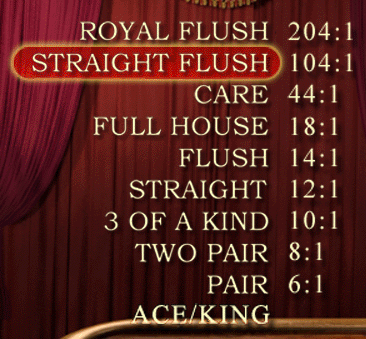 ROYAL FLUSH 204:1
STRAIGHT FLUSH 104:1
CARE 44:1
FULL HOUSE 18:1
FLUSH 14:1
STRAIGHT 12:1
3 OF A KIND 10:1
TWO PAIR 8:1
PAIR 6:1
ACE/KING